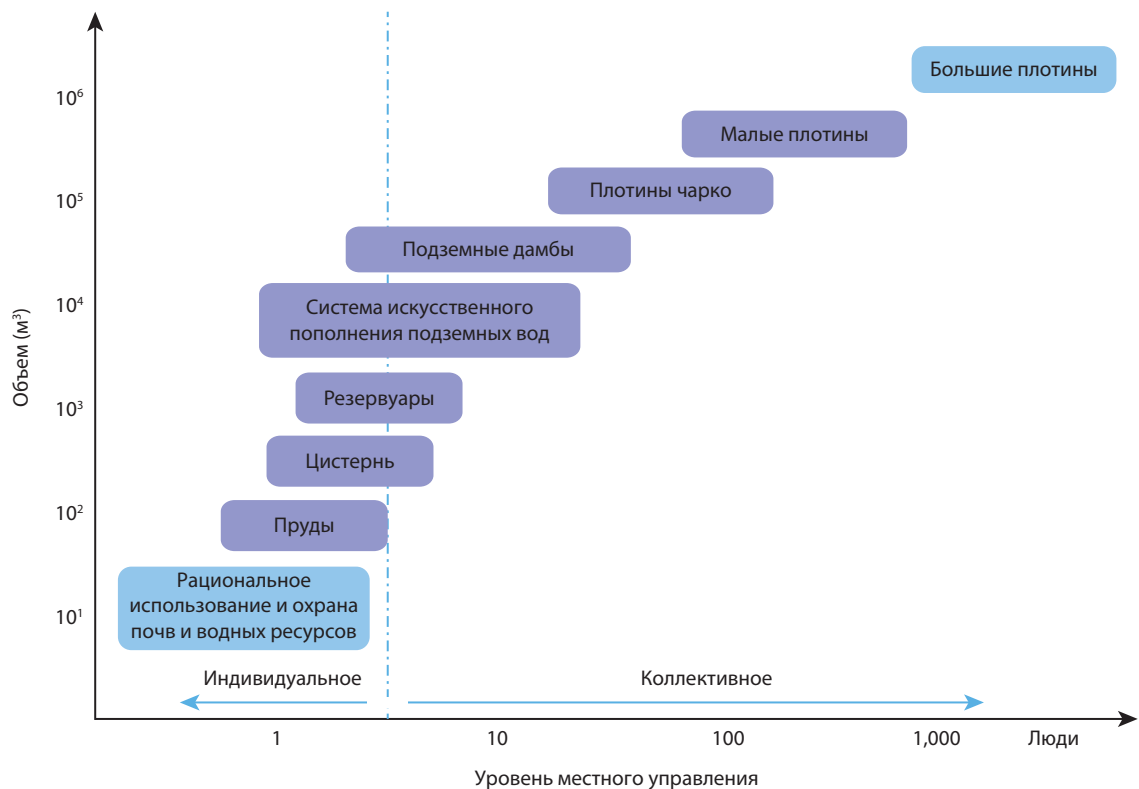 Объем (м³)
10⁶
10⁵
10⁴
10³
10²
10¹
Большие плотины
Малые плотины
Плотины чарко
Подземные дамбы
Система искусственного
пополнения подземных вод
Резервуары
Цистернь
Пруды
Рациональное
использование и охрана
почв и водных ресурсов
Индивидуальное
Коллективное
1
10
100
1,000
Люди
Уровень местного управления